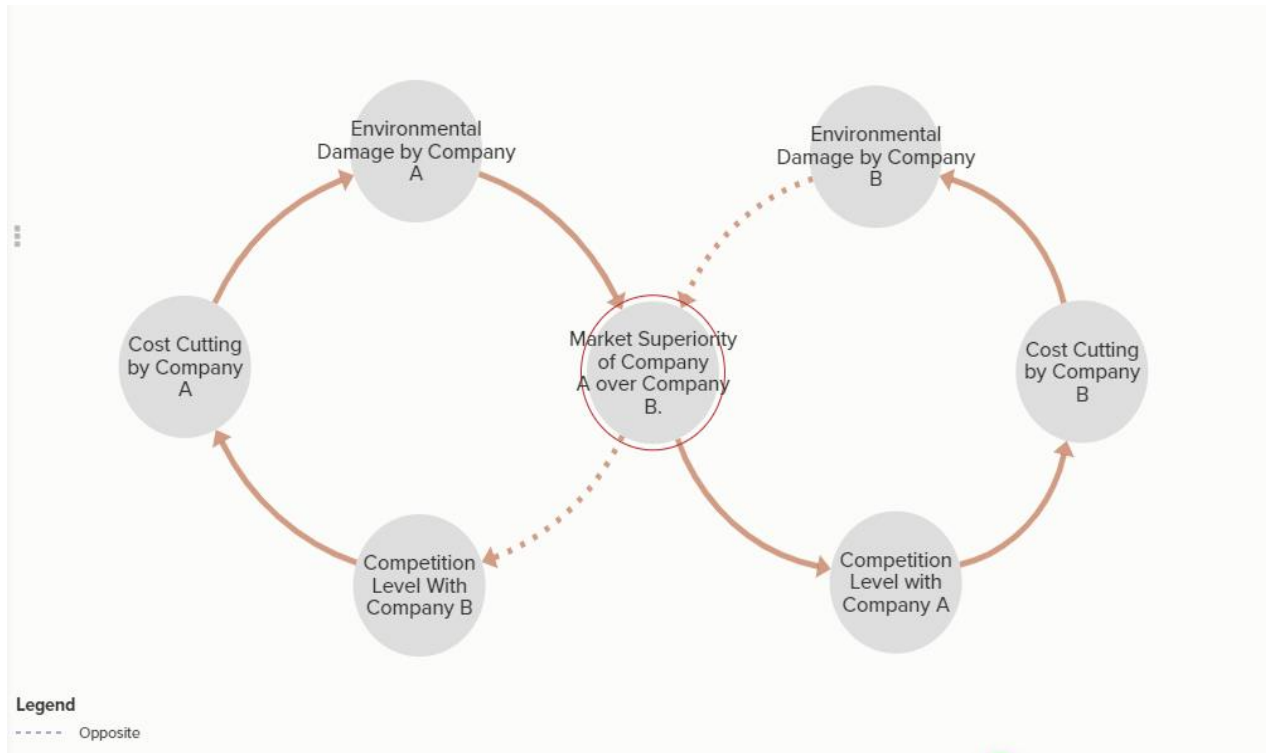 Environmental
Damage by Company
A
Environmental
Damage by Company
B
Cost Cutting
by Company
A
Market Superiority
of Company
A over Company
B.
Cost Cutting
by Company
B
Competition
Level With
Company B
Competition
Level with
Company A
Legend
Opposite